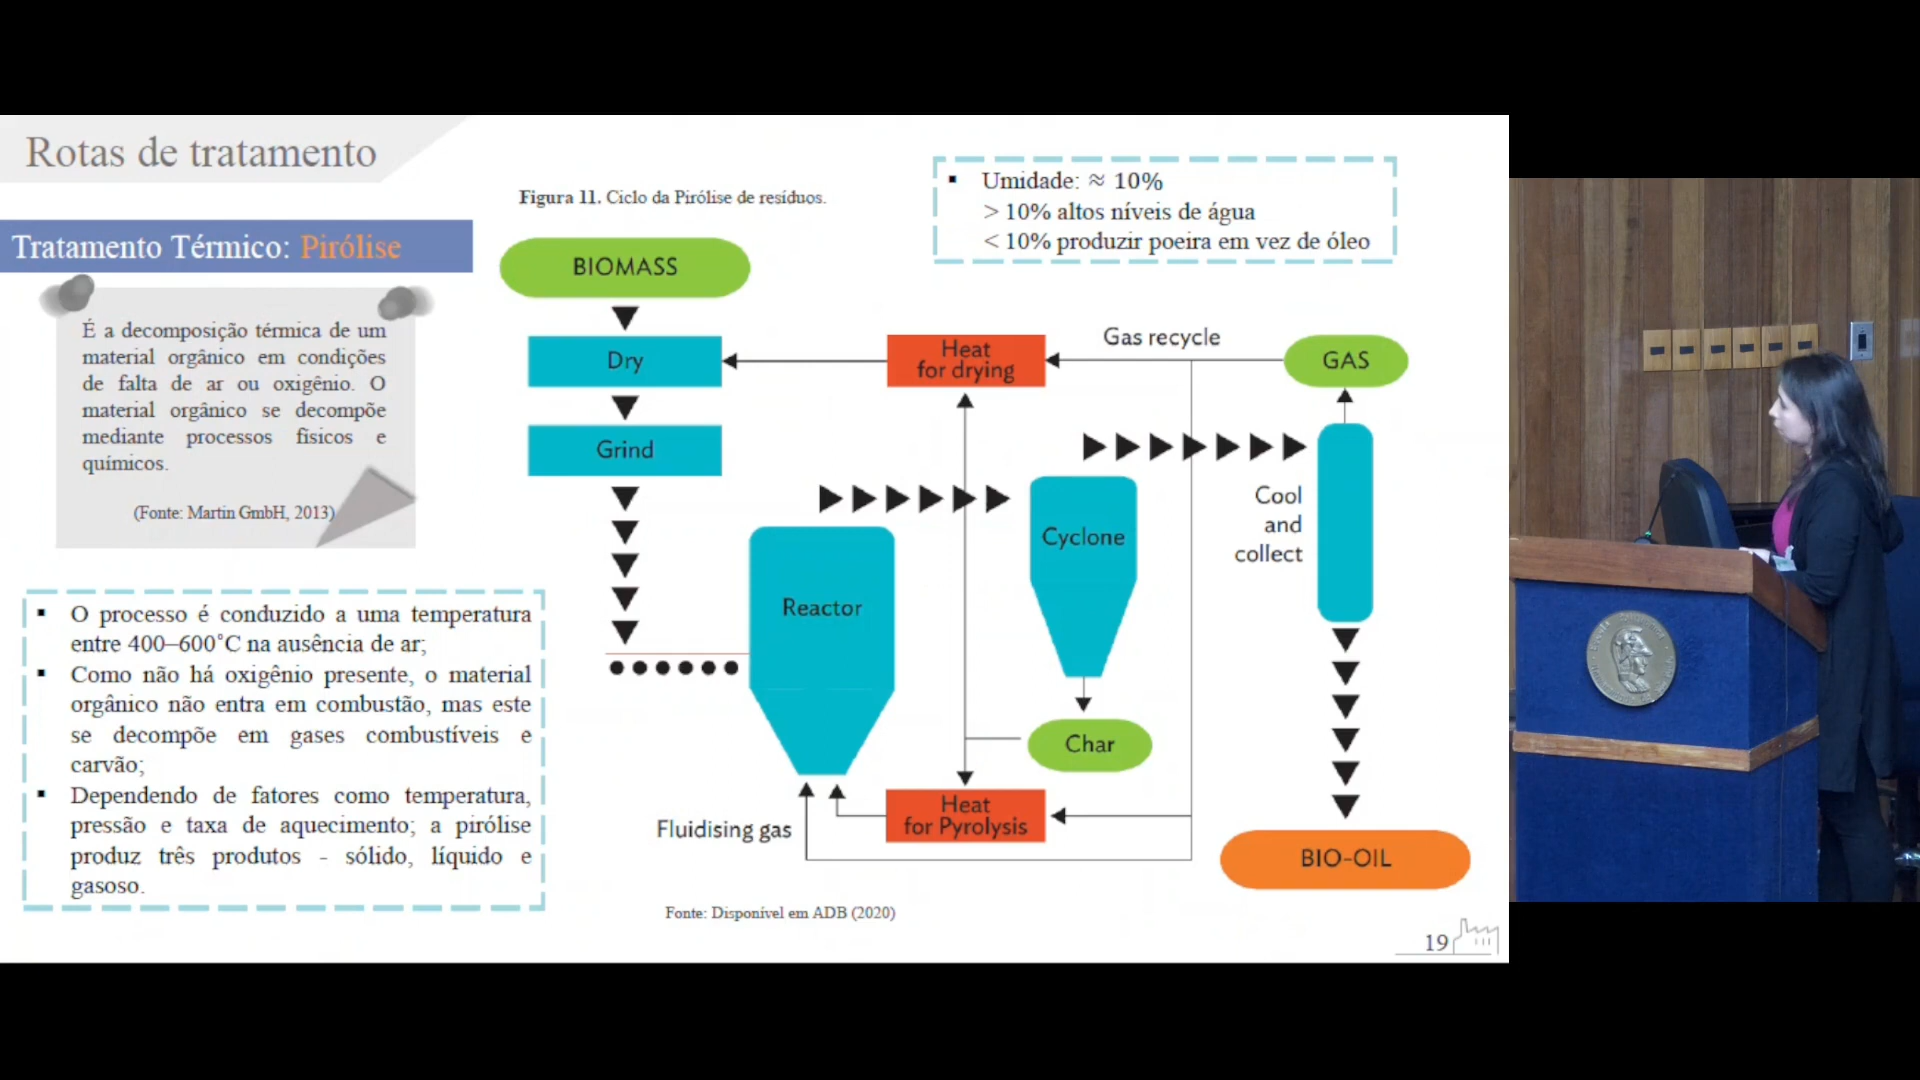 Rotas de tratamento
Tratamento Térmico: Pirólise
É a decomposição térmica de um
material orgânico em condições
de falta de ar ou oxigênio. O
material orgânico se decompõe
mediante processos físicos e
químicos.
(Fonte: Martin GmbH, 2013)
▪ O processo é conduzido a uma temperatura
entre 400–600˚C na ausência de ar;
▪ Como não há oxigênio presente, o material
orgânico não entra em combustão, mas este
se decompõe em gases combustíveis e
carvão;
▪ Dependendo de fatores como temperatura,
pressão e taxa de aquecimento; a pirólise
produz três produtos - sólido, líquido e
gasoso.
Figura 11. Ciclo da Pirólise de resíduos.
▪ Umidade: ≈ 10%
> 10% altos níveis de água
< 10% produzir poeira em vez de óleo
BIOMASS
Dry
Grind
Heat
for drying
Gas recycle
GAS
Reactor
Cyclone
Cool
and
collect
Char
Heat
for Pyrolysis
Fluidising gas
BIO-OIL
Fonte: Disponível em ADB (2020)
19